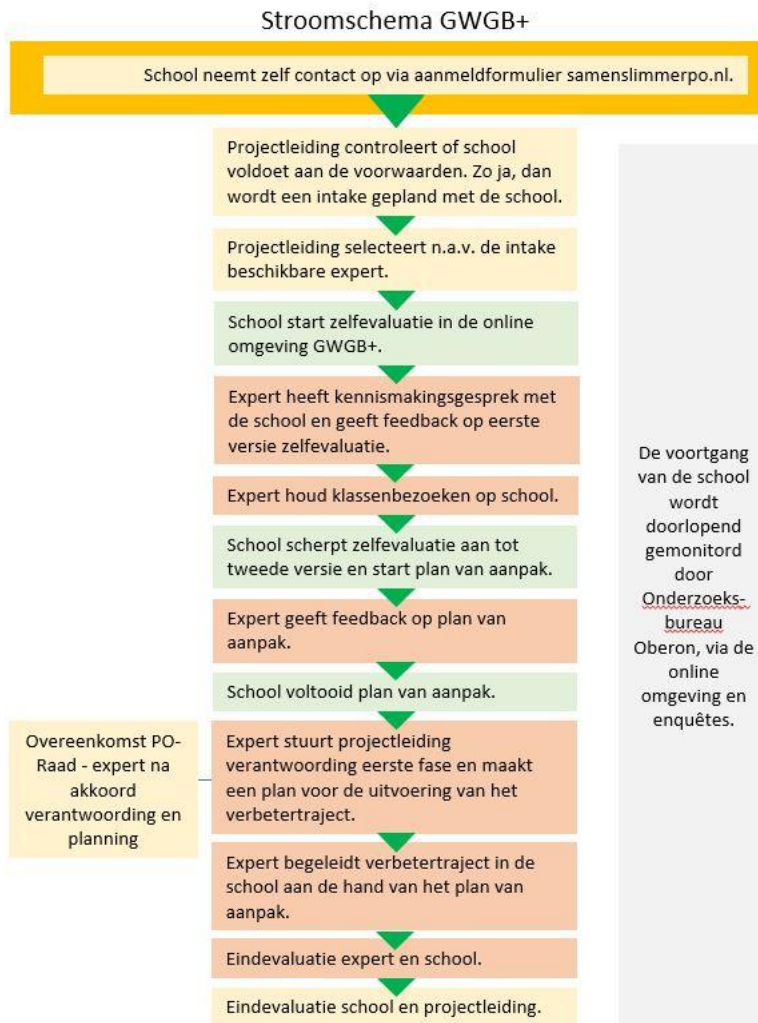 Stroomschema GWGB+
School neemt zelf contact op via aanmeldformulier samenslimmerpo.nl.
Projectleiding controleert of school
voldoet aan de voorwaarden. Zo ja, dan
wordt een intake gepland met de school.
Projectleiding selecteert n.a.v. de intake
beschikbare expert.
School start zelfevaluatie in de online
omgeving GWGB+.
Expert heeft kennismakingsgesprek met
de school en geeft feedback op eerste
versie zelfevaluatie.
Expert houd klassenbezoeken op school.
School scherpt zelfevaluatie aan tot
tweede versie en start plan van aanpak.
Expert geeft feedback op plan van
aanpak.
School voltooid plan van aanpak.
Overeenkomst PO-
Raad - expert na
akkoord
verantwoording en
planning
Expert stuurt projectleiding
verantwoording eerste fase en maakt
een plan voor de uitvoering van het
verbetertraject.
Expert begeleidt verbetertraject in de
school aan de hand van het plan van
aanpak.
Eindevaluatie expert en school.
Eindevaluatie school en projectleiding.
De voortgang
van de school
wordt
doorlopend
gemonitord
door
Onderzoeks-
bureau
Oberon, via de
online
omgeving en
enquêtes.